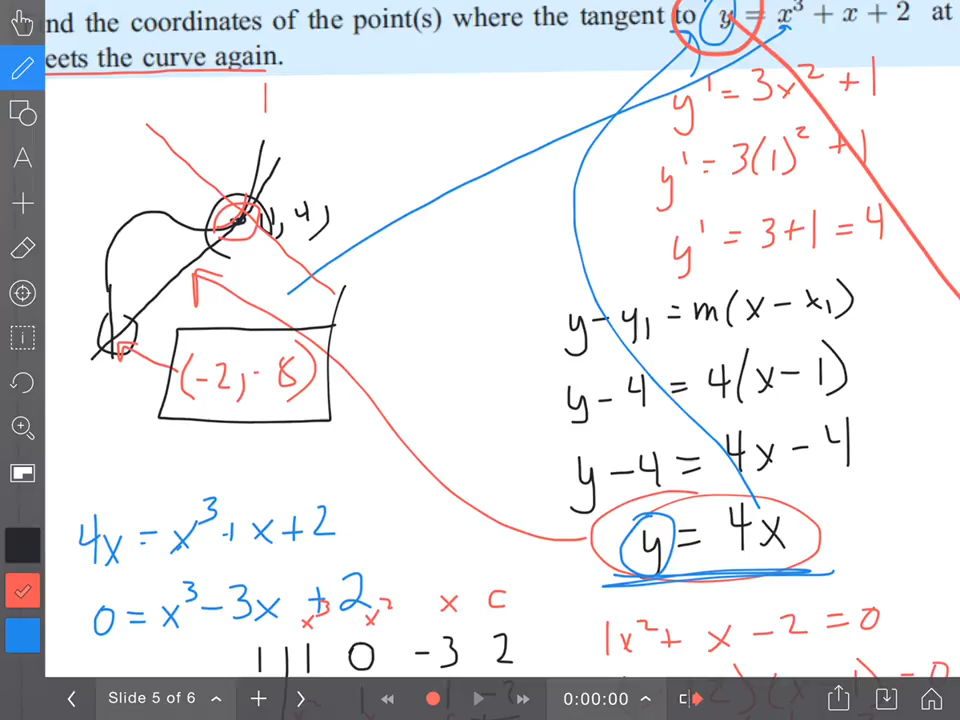 nd the coordinates of the point(s) where the tangent to y = x³ + x + 2 at
eets the curve again.
y' = 3x² + 1
y' = 3(1)² + 1
y' = 3+1 = 4
(1, 4)
y - y₁ = m(x - x₁)
y - 4 = 4(x - 1)
y - 4 = 4x - 4
y = 4x
(-2, -8)
4x = x³ + x + 2
0 = x³ - 3x + 2
x³ x² x c
1 | 1 0 -3 2
1x² + x - 2 = 0
Slide 5 of 6
0:00:00